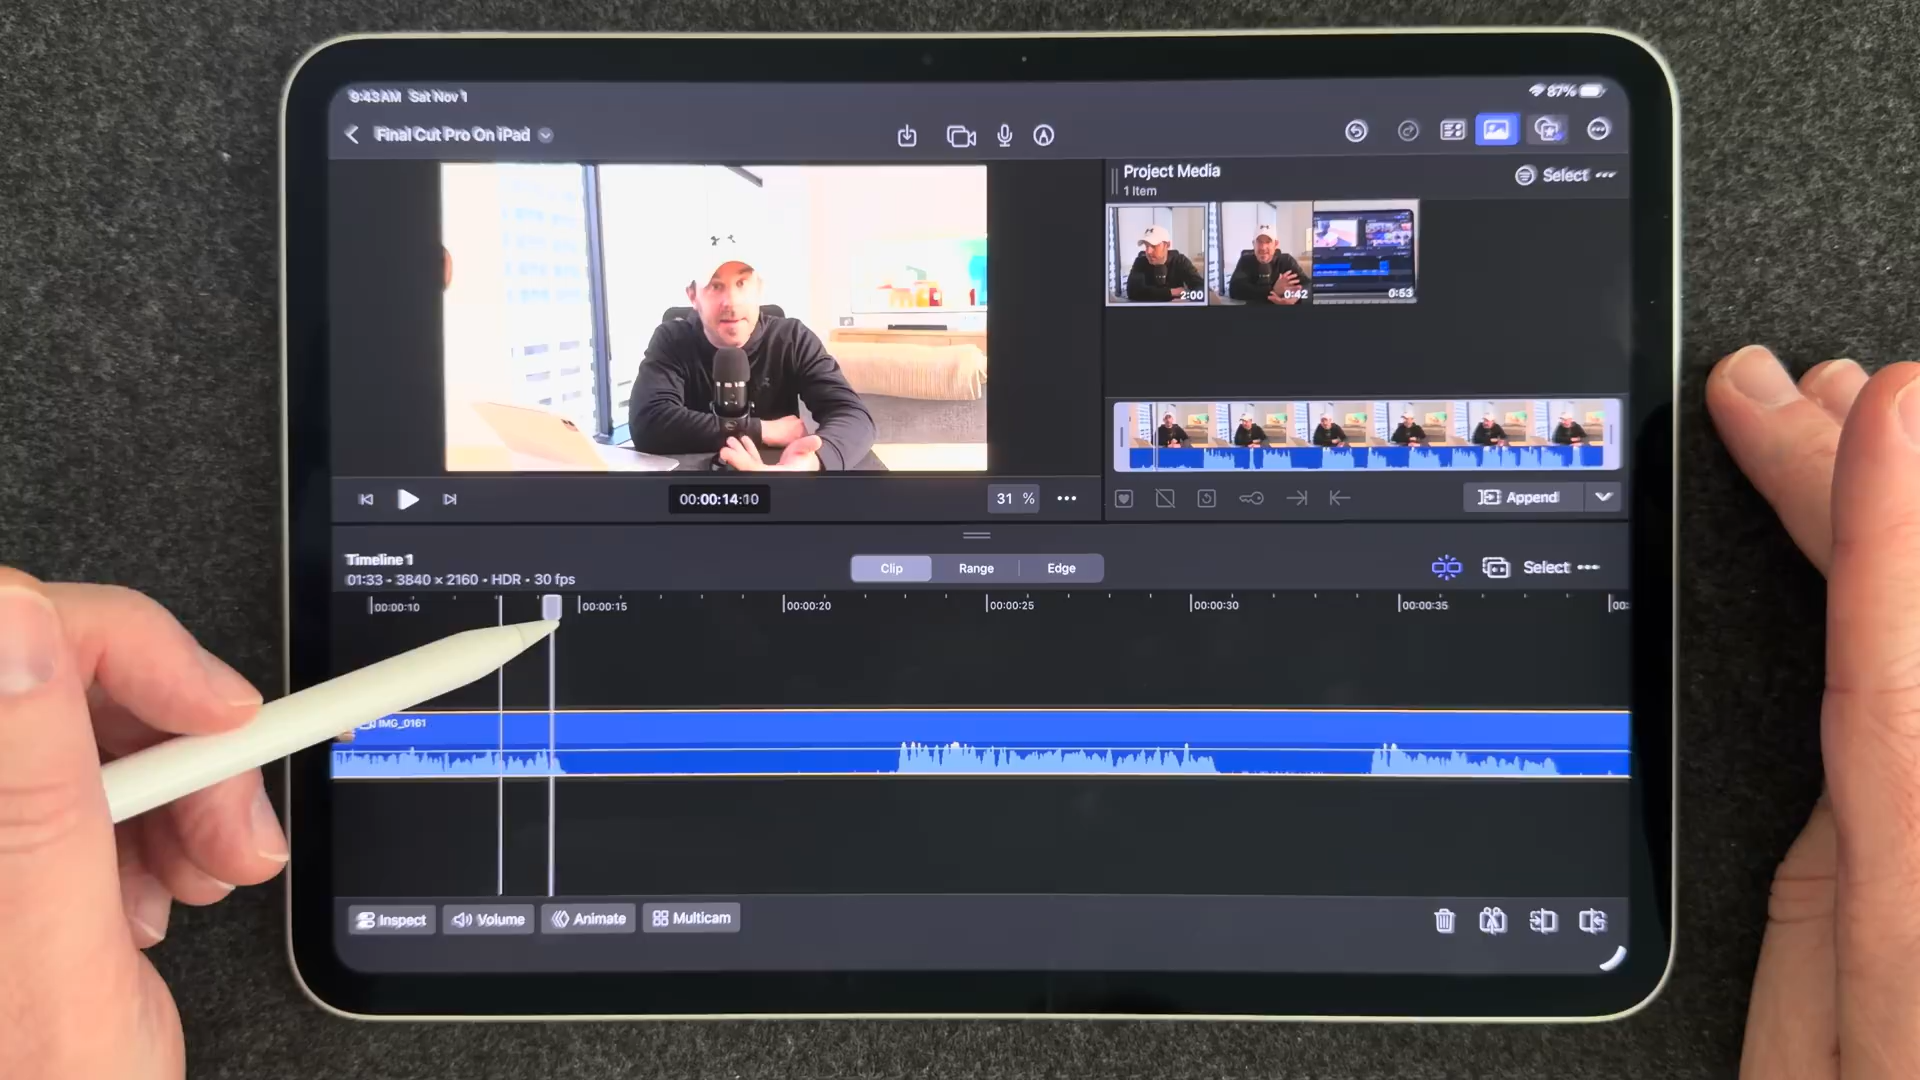 9:43AM Sat Nov 1
87%
Final Cut Pro On iPad
Project Media
1 Item
Select
2:00
0:42
0:53
00:00:14:10
31 %
Append
Timeline 1
01:33 • 3840 × 2160 • HDR • 30 fps
Clip Range Edge
Select
00:00:10
00:00:15
00:00:20
00:00:25
00:00:30
00:00:35
00:
IMG_0161
Inspect
Volume
Animate
Multicam